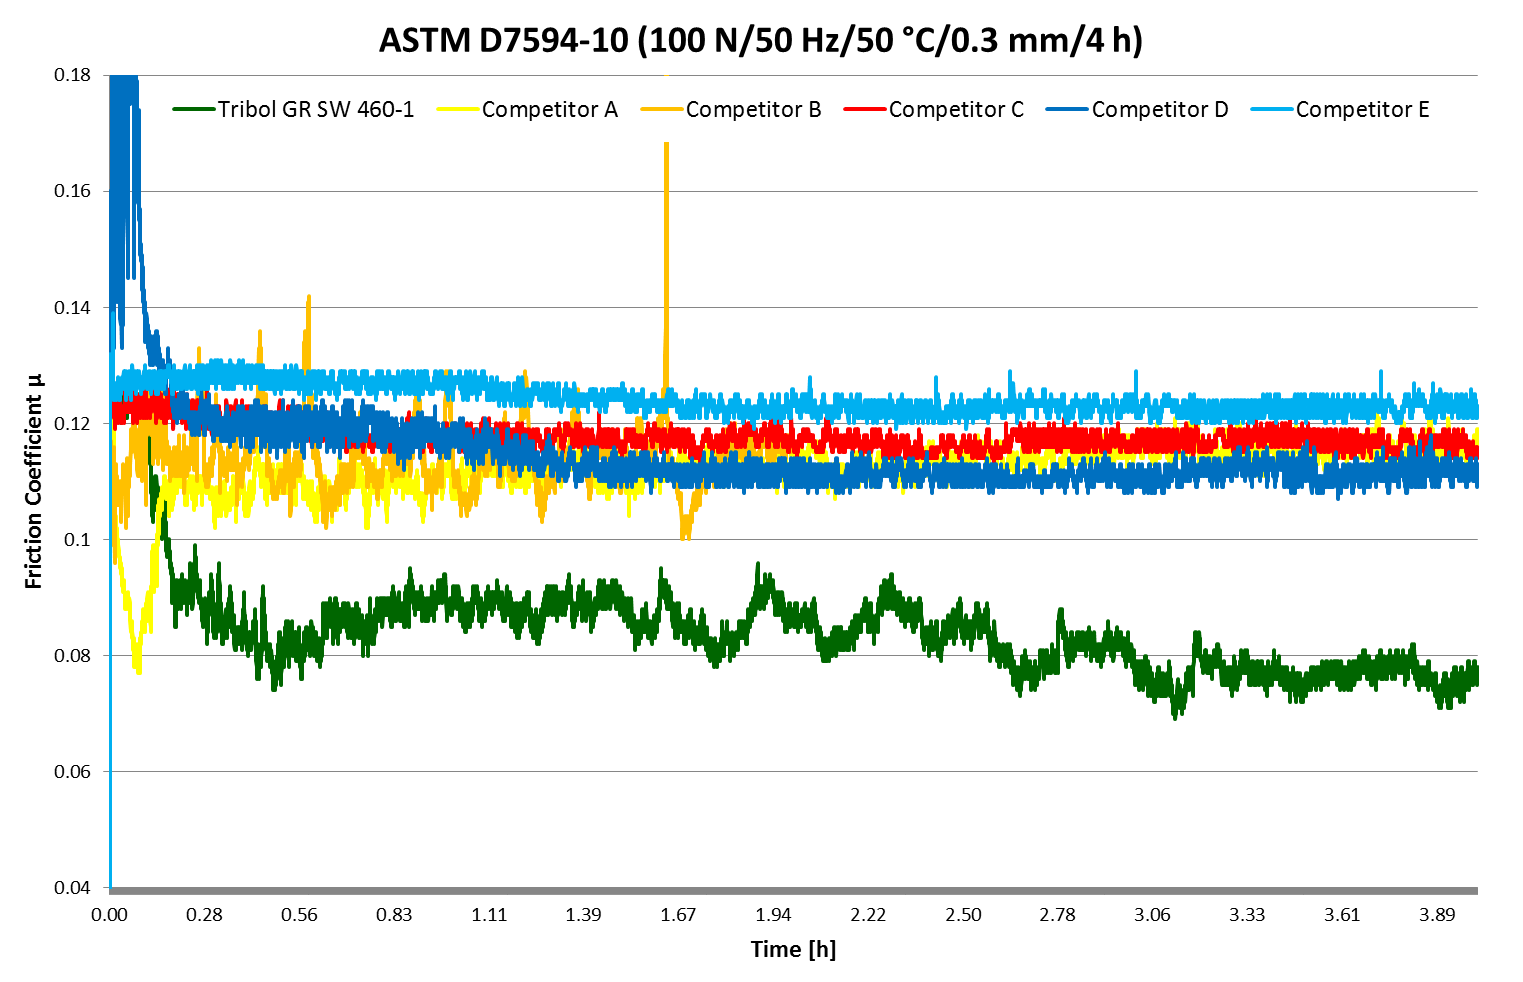 ASTM D7594-10 (100 N/50 Hz/50 °C/0.3 mm/4 h)
0.18
Tribol GR SW 460-1 Competitor A Competitor B Competitor C Competitor D Competitor E
0.16
0.14
0.12
0.1
0.08
0.06
0.04
Friction Coefficient µ
0.00 0.28 0.56 0.83 1.11 1.39 1.67 1.94 2.22 2.50 2.78 3.06 3.33 3.61 3.89
Time [h]